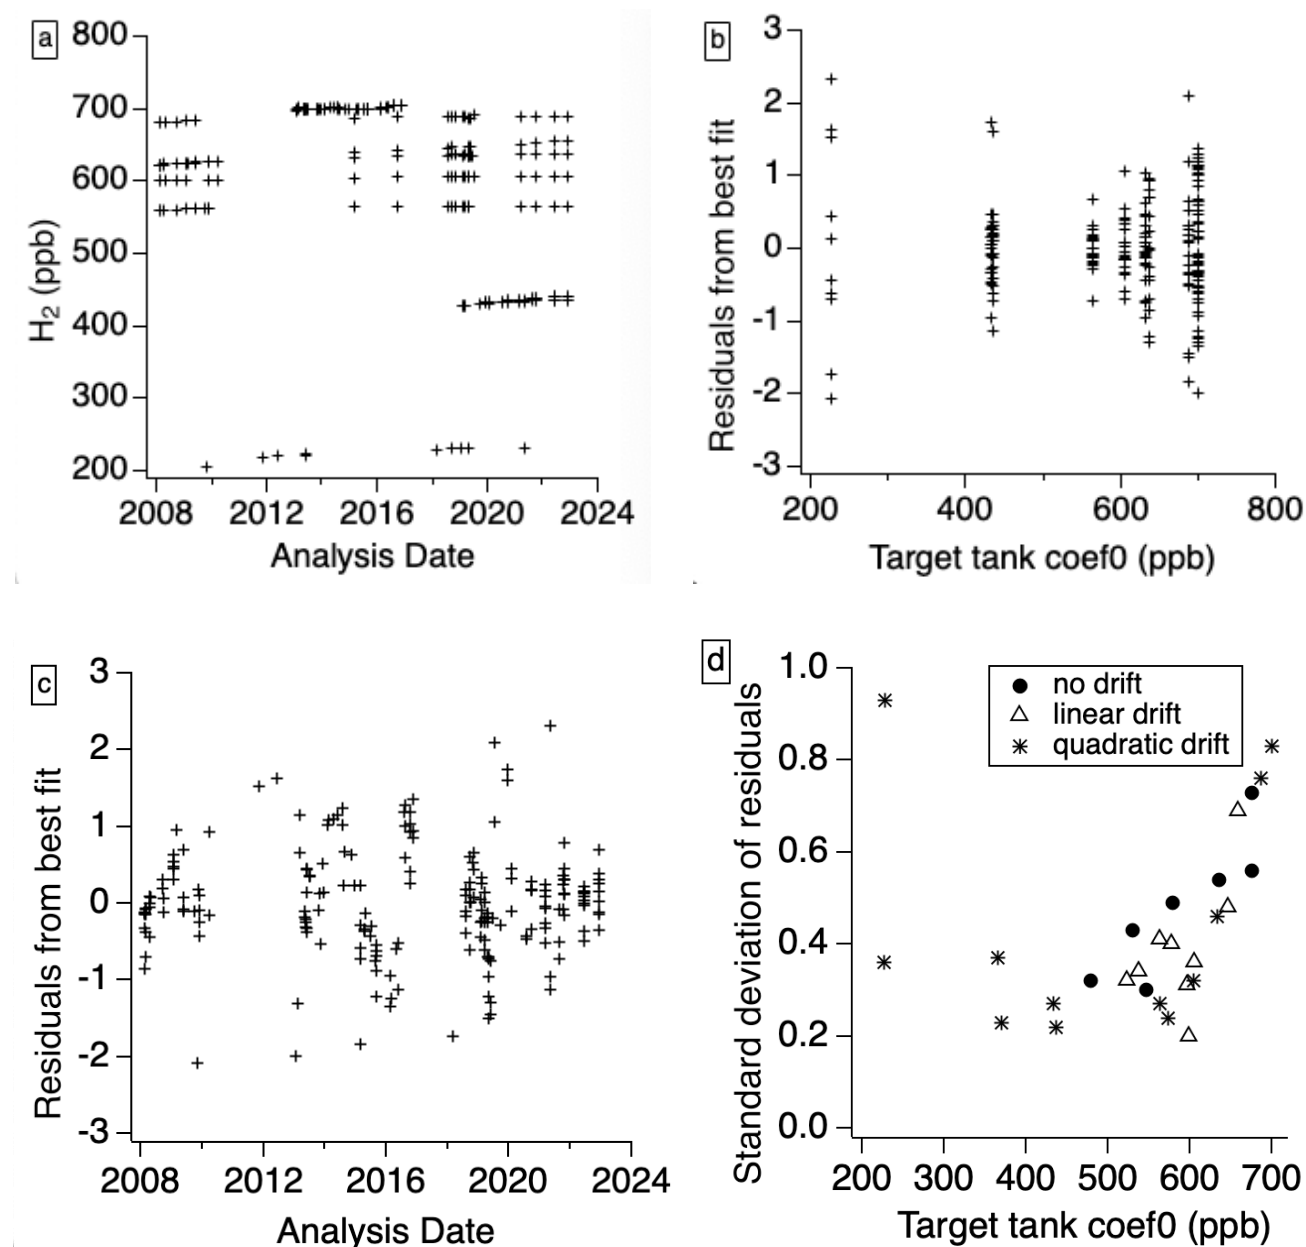 a
800
700
600
500
400
300
200
H₂ (ppb)
2008 2012 2016 2020 2024
Analysis Date
b
3
2
1
0
-1
-2
-3
Residuals from best fit
200 400 600 800
Target tank coef0 (ppb)
c
3
2
1
0
-1
-2
-3
Residuals from best fit
2008 2012 2016 2020 2024
Analysis Date
d
1.0
0.8
0.6
0.4
0.2
0.0
Standard deviation of residuals
no drift
linear drift
quadratic drift
200 300 400 500 600 700
Target tank coef0 (ppb)